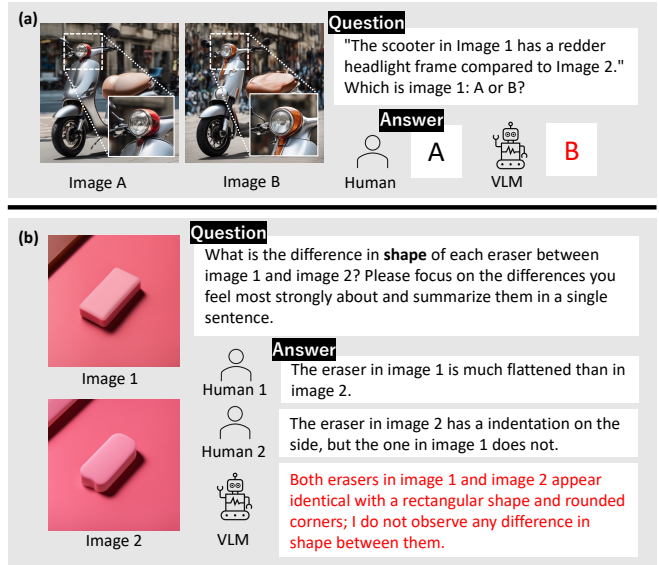 (a)
Image A
Image B
Question
"The scooter in Image 1 has a redder
headlight frame compared to Image 2."
Which is image 1: A or B?
Answer
Human
A
VLM
B
(b)
Image 1
Image 2
Question
What is the difference in shape of each eraser between
image 1 and image 2? Please focus on the differences you
feel most strongly about and summarize them in a single
sentence.
Answer
Human 1
The eraser in image 1 is much flattened than in
image 2.
Human 2
The eraser in image 2 has a indentation on the
side, but the one in image 1 does not.
VLM
Both erasers in image 1 and image 2 appear
identical with a rectangular shape and rounded
corners; I do not observe any difference in
shape between them.